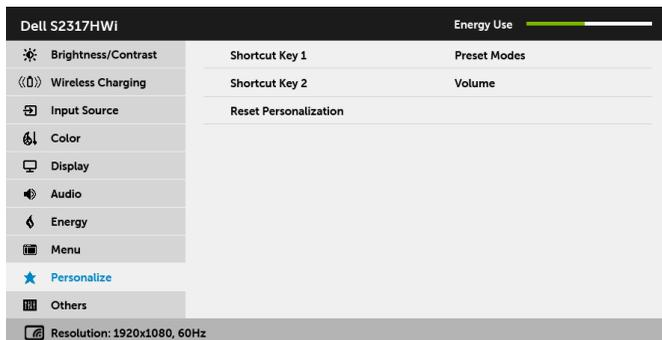 Dell S2317HWi Energy Use
Brightness/Contrast Shortcut Key 1 Preset Modes
Wireless Charging Shortcut Key 2 Volume
Input Source Reset Personalization
Color
Display
Audio
Energy
Menu
Personalize
Others
Resolution: 1920x1080, 60Hz